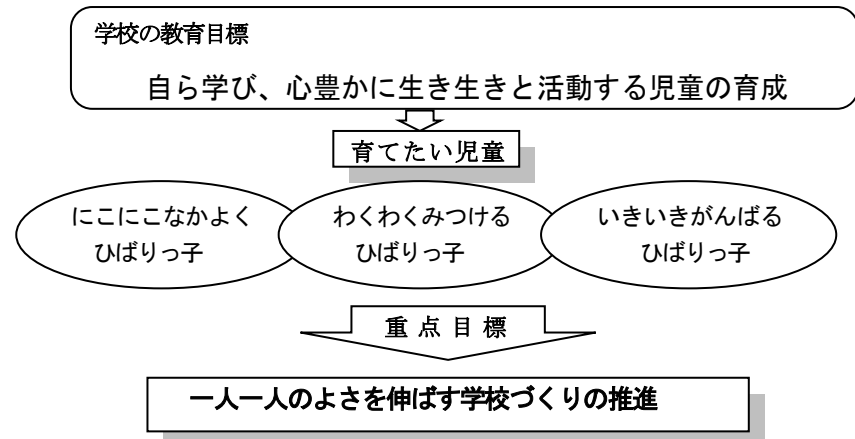 学校の教育目標
自ら学び、心豊かに生き生きと活動する児童の育成
育てたい児童
にこにこなかよく
ひばりっ子
わくわくみつける
ひばりっ子
いきいきがんばる
ひばりっ子
重点目標
一人一人のよさを伸ばす学校づくりの推進